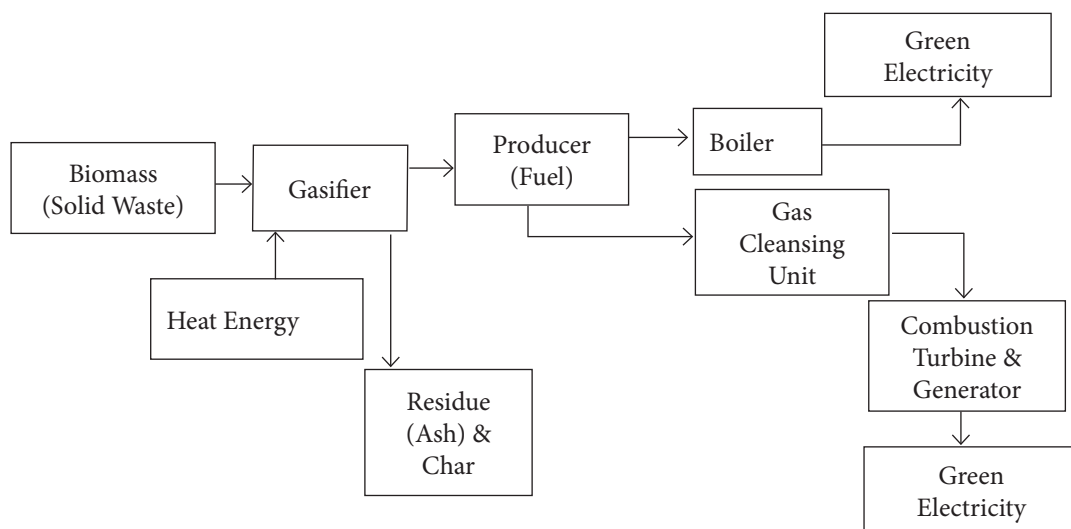 Green
Electricity
Biomass
(Solid Waste)
Gasifier
Producer
(Fuel)
Boiler
Gas
Cleansing
Unit
Heat Energy
Combustion
Turbine &
Generator
Residue
(Ash) &
Char
Green
Electricity